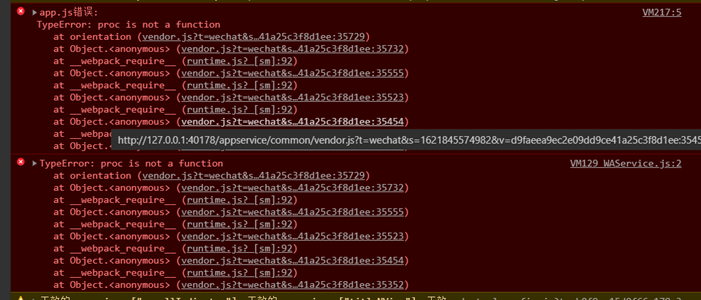 app.js错误:
VM217:5
TypeError: proc is not a function
at orientation (vendor.js?t=wechat&s…41a25c3f8d1ee:35729)
at Object.<anonymous> (vendor.js?t=wechat&s…41a25c3f8d1ee:35732)
at __webpack_require__ (runtime.js? [sm]:92)
at Object.<anonymous> (vendor.js?t=wechat&s…41a25c3f8d1ee:35555)
at __webpack_require__ (runtime.js? [sm]:92)
at Object.<anonymous> (vendor.js?t=wechat&s…41a25c3f8d1ee:35523)
at __webpack_require__ (runtime.js? [sm]:92)
at Object.<anonymous> (vendor.js?t=wechat&s…41a25c3f8d1ee:35454)
at __webp
http://127.0.0.1:40178/appservice/common/vendor.js?t=wechat&s=1621845574982&v=d9faeea9ec2e09dd9ce41a25c3f8d1ee:3545
at Object
TypeError: proc is not a function
VM129 WAService.js:2
at orientation (vendor.js?t=wechat&s…41a25c3f8d1ee:35729)
at Object.<anonymous> (vendor.js?t=wechat&s…41a25c3f8d1ee:35732)
at __webpack_require__ (runtime.js? [sm]:92)
at Object.<anonymous> (vendor.js?t=wechat&s…41a25c3f8d1ee:35555)
at __webpack_require__ (runtime.js? [sm]:92)
at Object.<anonymous> (vendor.js?t=wechat&s…41a25c3f8d1ee:35523)
at __webpack_require__ (runtime.js? [sm]:92)
at Object.<anonymous> (vendor.js?t=wechat&s…41a25c3f8d1ee:35454)
at __webpack_require__ (runtime.js? [sm]:92)
at Object.<anonymous> (vendor.js?t=wechat&s…41a25c3f8d1ee:35352)